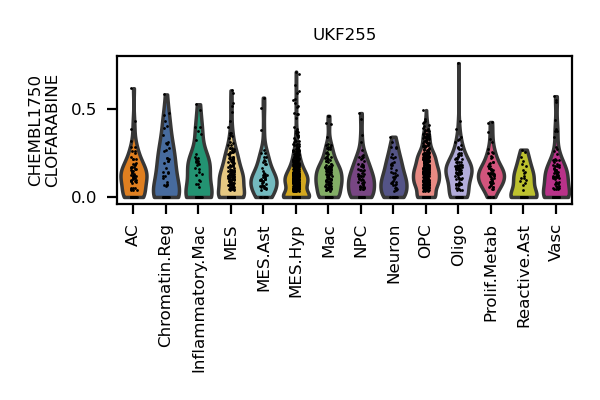 UKF255
CHEMBL1750
CLOFARABINE
0.5
0.0
AC
Chromatin.Reg
Inflammatory.Mac
MES
MES.Ast
MES.Hyp
Mac
NPC
Neuron
OPC
Oligo
Prolif.Metab
Reactive.Ast
Vasc